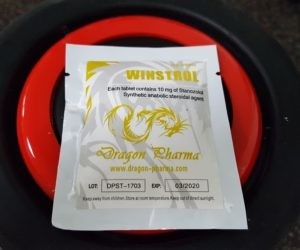 WINSTROL
Each tablet contains 10 mg of Stanozolol
Synthetic anabolic steroidal agent
Dragon Pharma
www.dragon-pharma.com
LOT: DPST-1703 EXP: 03/2020
Keep away from children. Store at room temperature. Keep out of direct sunlight.